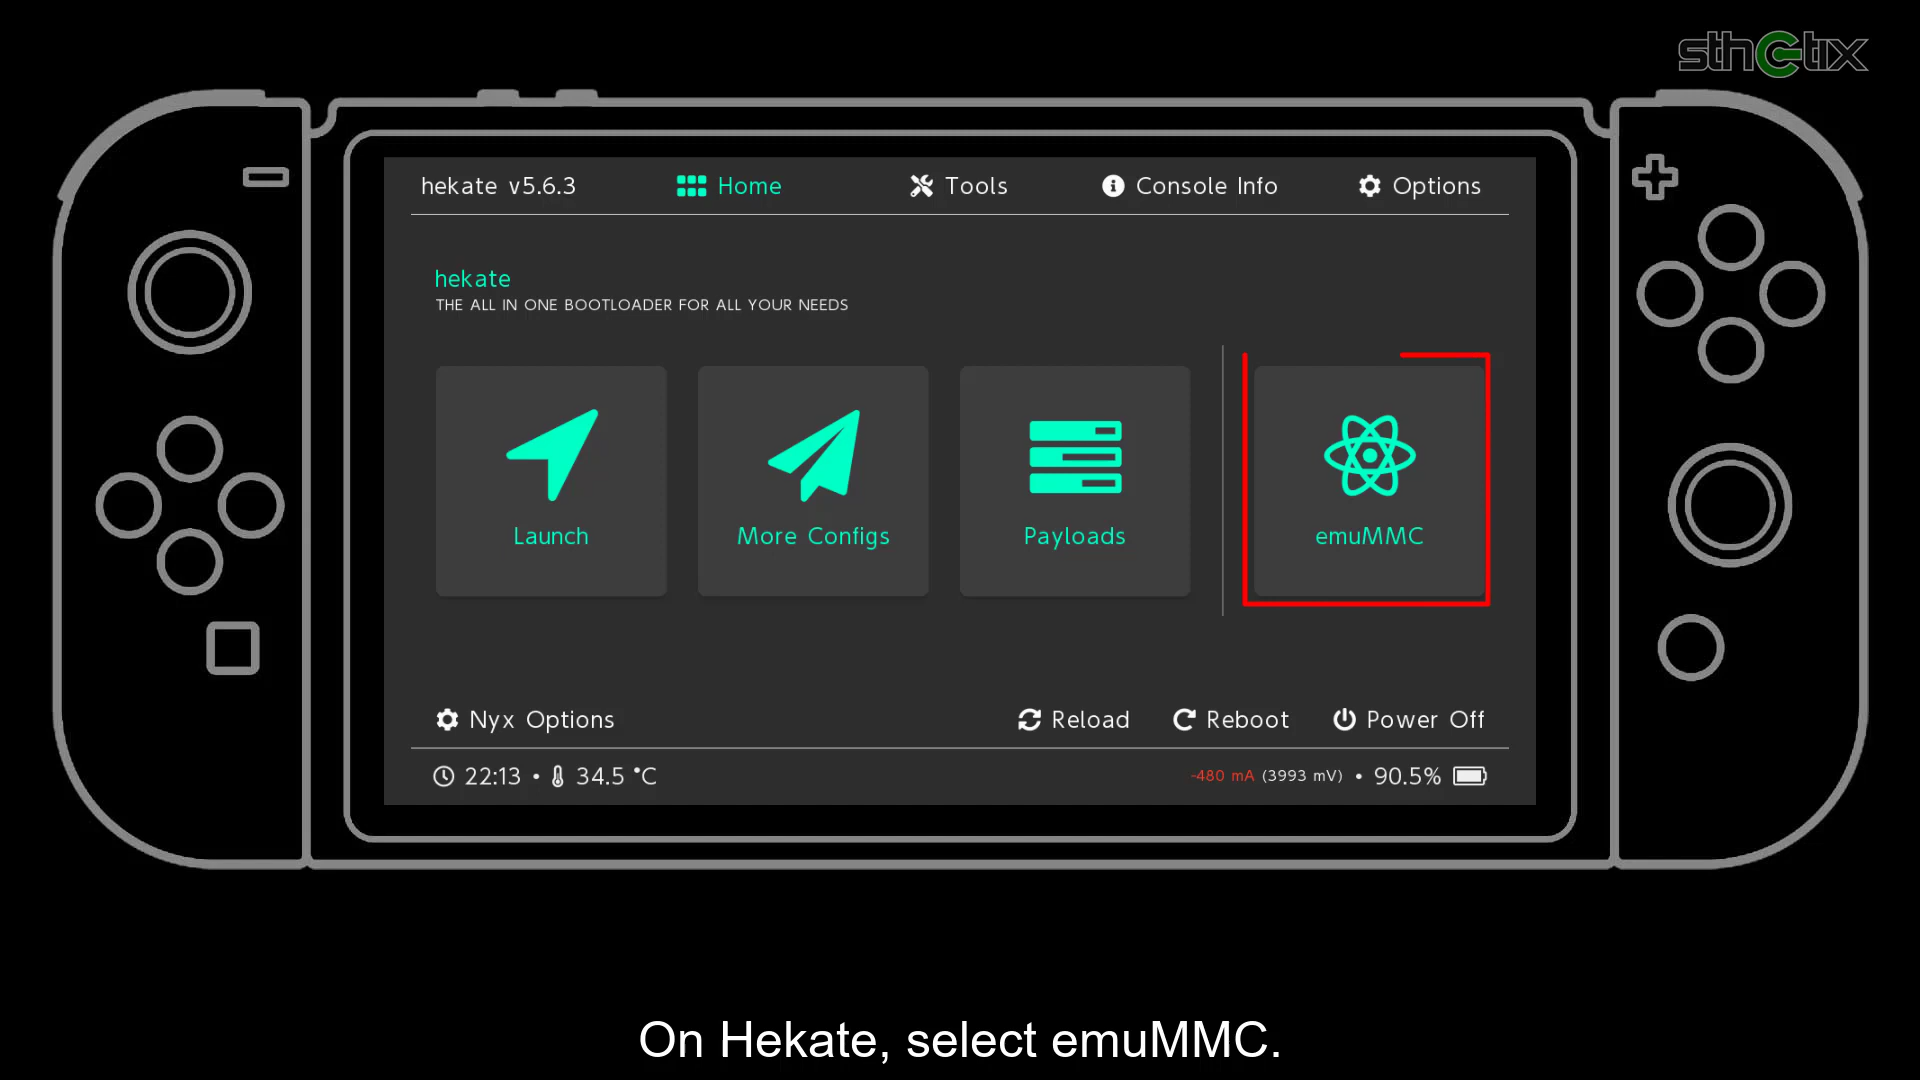 sthetix
hekate v5.6.3
Home
Tools
Console Info
Options
hekate
THE ALL IN ONE BOOTLOADER FOR ALL YOUR NEEDS
Launch
More Configs
Payloads
emuMMC
Nyx Options
Reload
Reboot
Power Off
22:13 • 34.5 °C
-480 mA (3993 mV) • 90.5%
On Hekate, select emuMMC.